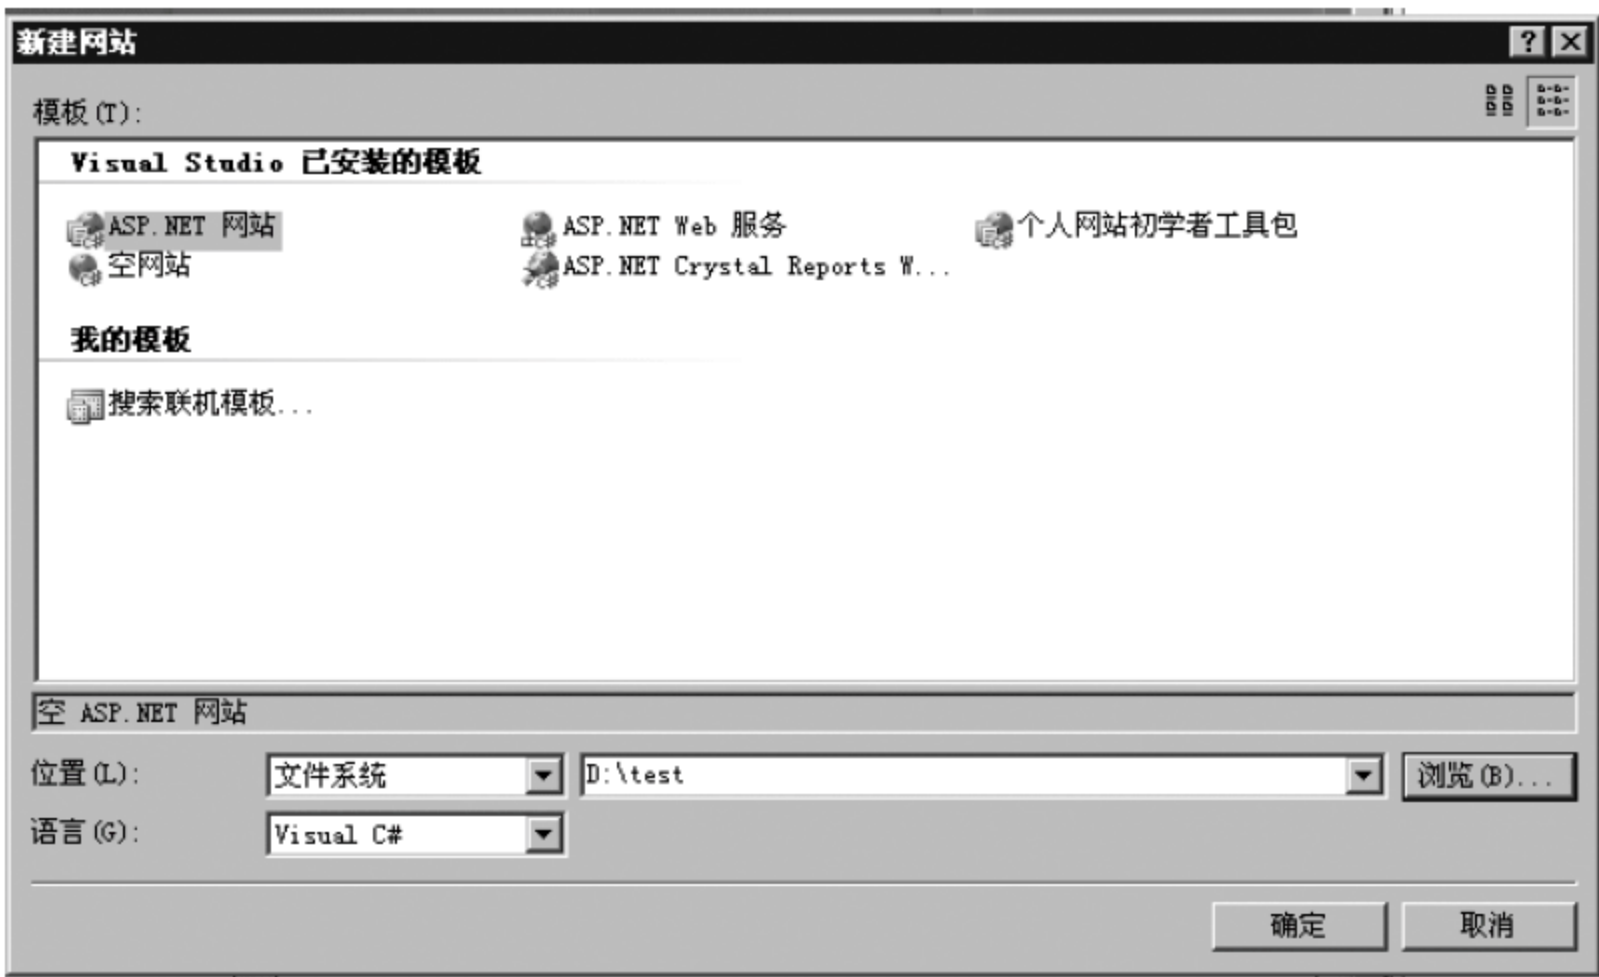 新建网站
模板(T):
Visual Studio 已安装的模板
ASP.NET 网站 ASP.NET Web 服务 个人网站初学者工具包
空网站 ASP.NET Crystal Reports W...
我的模板
搜索联机模板...
空 ASP.NET 网站
位置(L): 文件系统 D:\test 浏览(B)...
语言(G): Visual C#
确定 取消